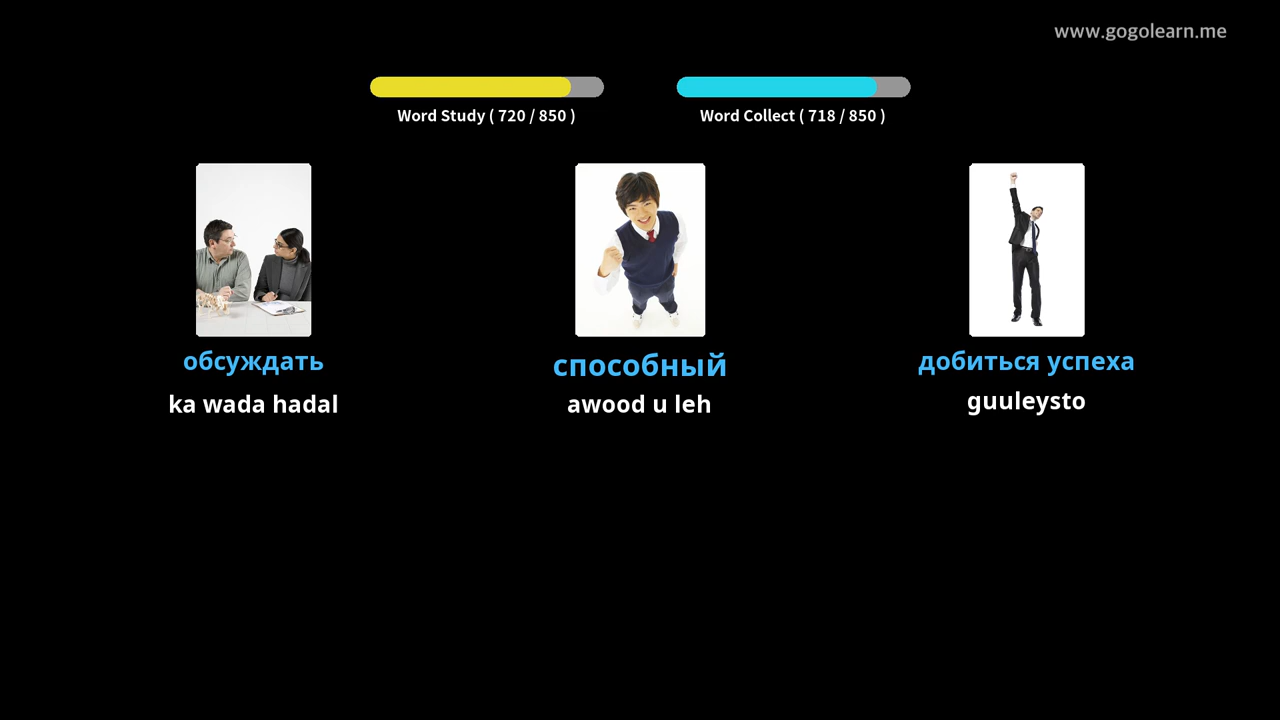 www.gogolearn.me
Word Study ( 720 / 850 )
Word Collect ( 718 / 850 )
обсуждать
способный
добиться успеха
ka wada hadal
awood u leh
guuleysto